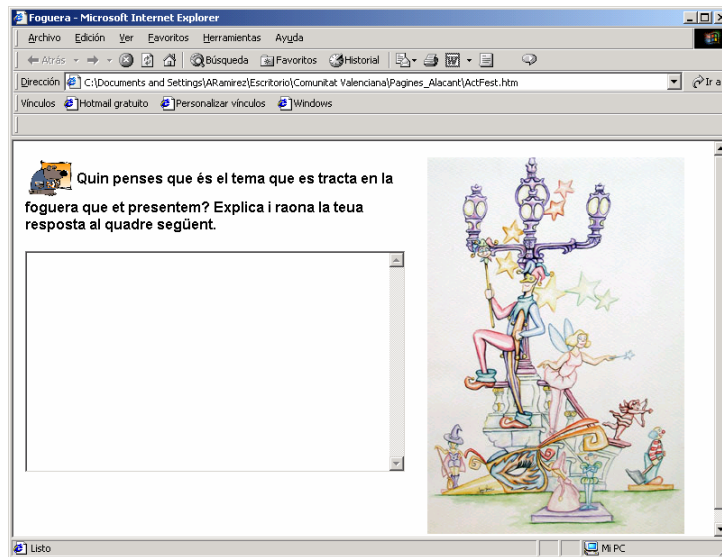 Foguera - Microsoft Internet Explorer
Archivo Edición Ver Favoritos Herramientas Ayuda
Atrás Búsqueda Favoritos Historial
Dirección C:\Documents and Settings\ARamirez\Escritorio\Comunitat Valenciana\Pagines_Alacant\ActFest.htm Ir a
Vínculos Hotmail gratuito Personalizar vínculos Windows
Quin penses que és el tema que es tracta en la
foguera que et presentem? Explica i raona la teua
resposta al quadre següent.
Listo Mi PC